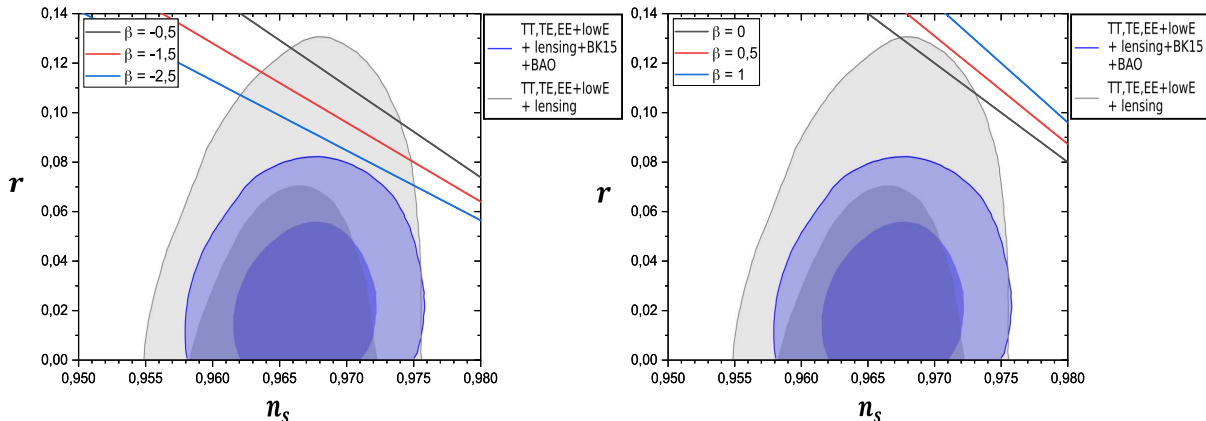 0,14
0,12
0,10
0,08
0,06
0,04
0,02
0,00
r
β = -0,5
β = -1,5
β = -2,5
0,950
0,955
0,960
0,965
0,970
0,975
0,980
n_s
TT,TE,EE+lowE
+ lensing+BK15
+BAO
TT,TE,EE+lowE
+ lensing
0,14
0,12
0,10
0,08
0,06
0,04
0,02
0,00
r
β = 0
β = 0,5
β = 1
0,950
0,955
0,960
0,965
0,970
0,975
0,980
n_s
TT,TE,EE+lowE
+ lensing+BK15
+BAO
TT,TE,EE+lowE
+ lensing